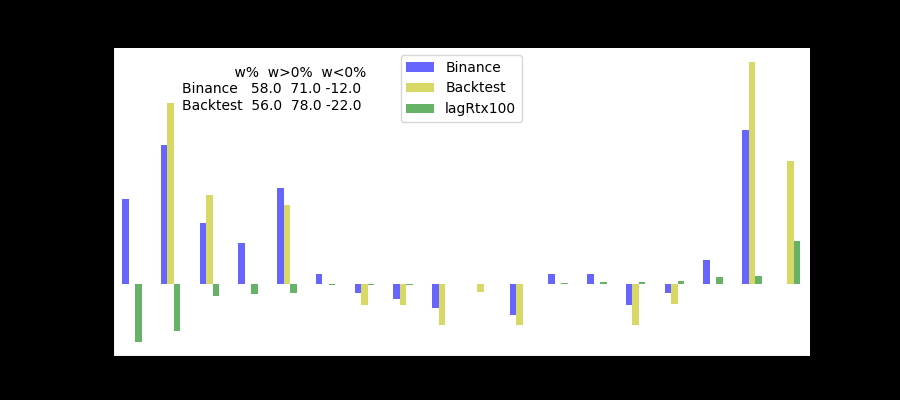 w%  w>0%  w<0%
Binance   58.0  71.0 -12.0
Backtest  56.0  78.0 -22.0
Binance
Backtest
lagRtx100